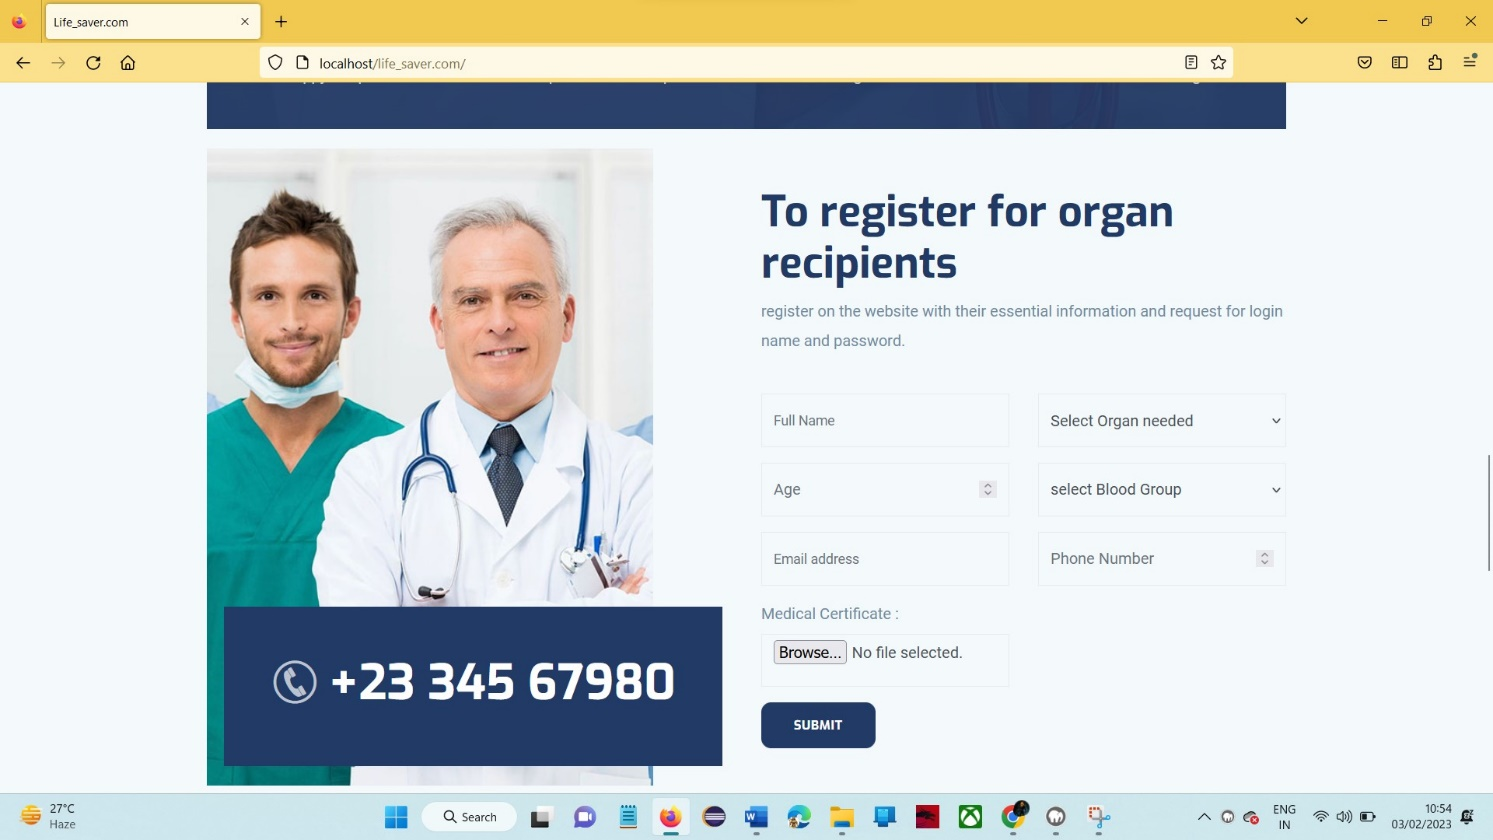 Life_saver.com
localhost/life_saver.com/
To register for organ
recipients
register on the website with their essential information and request for login
name and password.
Full Name
Select Organ needed
Age
select Blood Group
Email address
Phone Number
Medical Certificate :
Browse... No file selected.
SUBMIT
+23 345 67980
27°C
Haze
Search
ENG
IN
10:54
03/02/2023